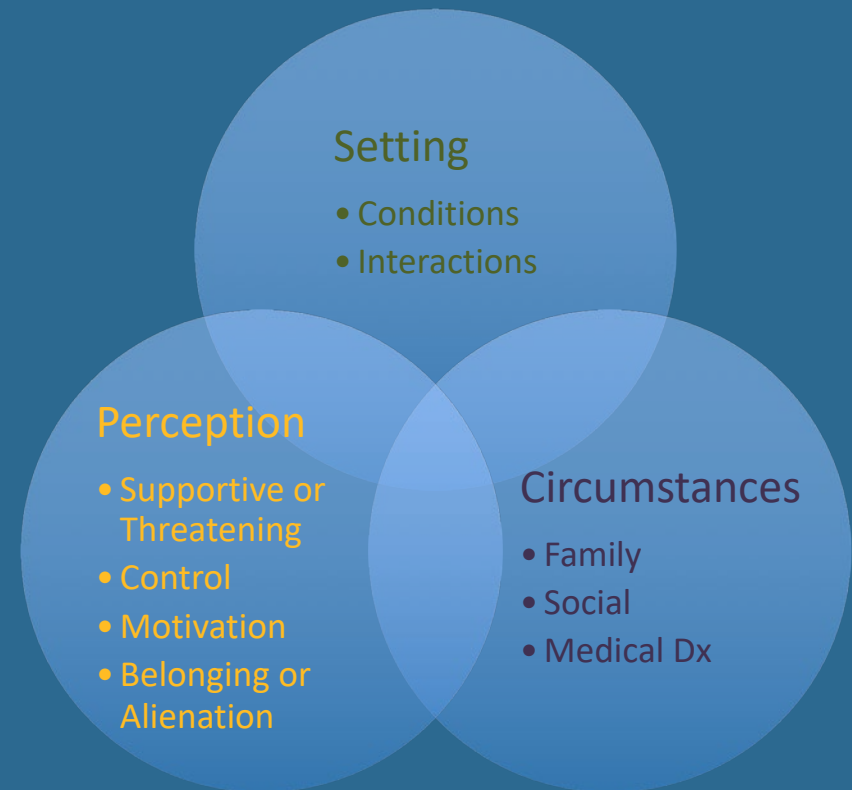 Setting
• Conditions
• Interactions
Perception
• Supportive or
Threatening
• Control
• Motivation
• Belonging or
Alienation
Circumstances
• Family
• Social
• Medical Dx